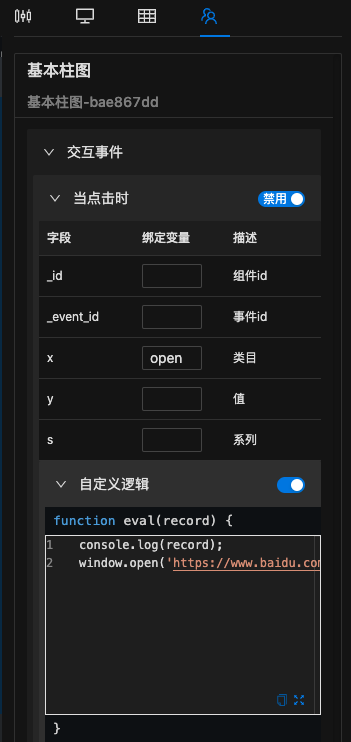 基本柱图
基本柱图-bae867dd
交互事件
当点击时 禁用
字段 绑定变量 描述
_id 组件id
_event_id 事件id
x open 类目
y 值
s 系列
自定义逻辑
function eval(record) {
1 console.log(record);
2 window.open('https://www.baidu.com
}